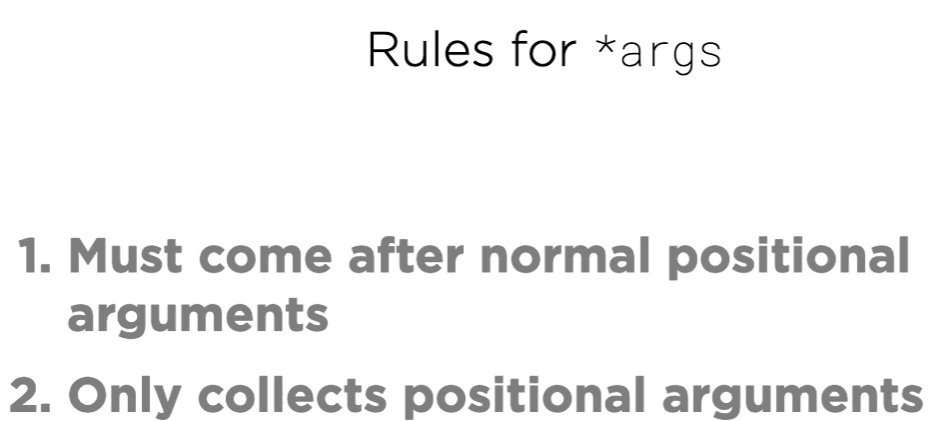 Rules for *args
1. Must come after normal positional
arguments
2. Only collects positional arguments